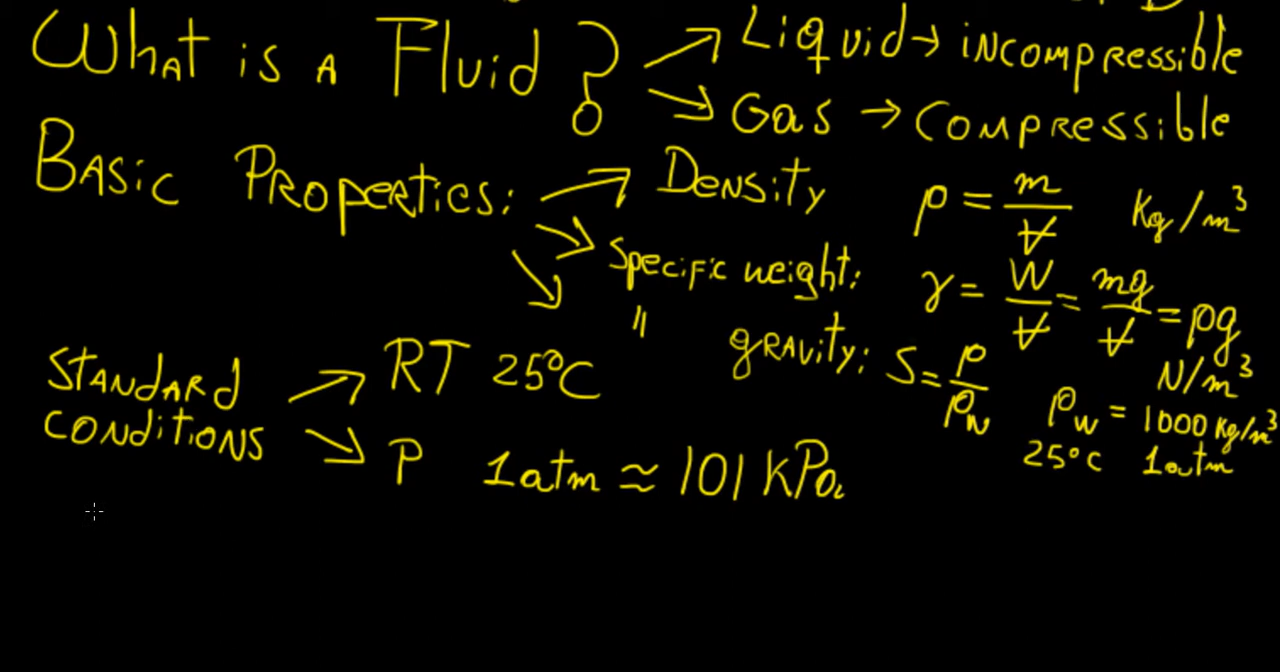 What is a Fluid? → Liquid → incompressible
→ Gas → Compressible
Basic Properties: → Density ρ = m/V Kg/m³
→ Specific weight: γ = W/V = mg/V = ρg N/m³
→ " gravity: S = ρ/ρw ρw = 1000 Kg/m³
25°C 1atm
Standard conditions → RT 25°C
→ P 1atm ≈ 101 kPa